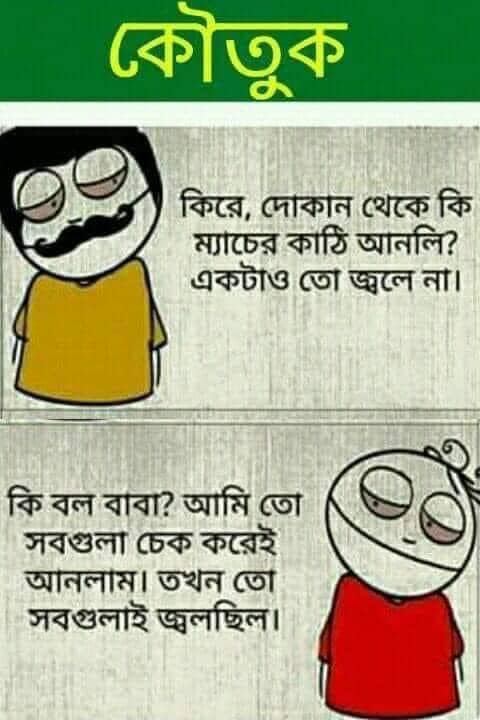 কৌতুক
কিরে, দোকান থেকে কি
ম্যাচের কাঠি আনলি?
একটাও তো জ্বলে না।
কি বল বাবা? আমি তো
সবগুলা চেক করেই
আনলাম। তখন তো
সবগুলাই জ্বলছিল।